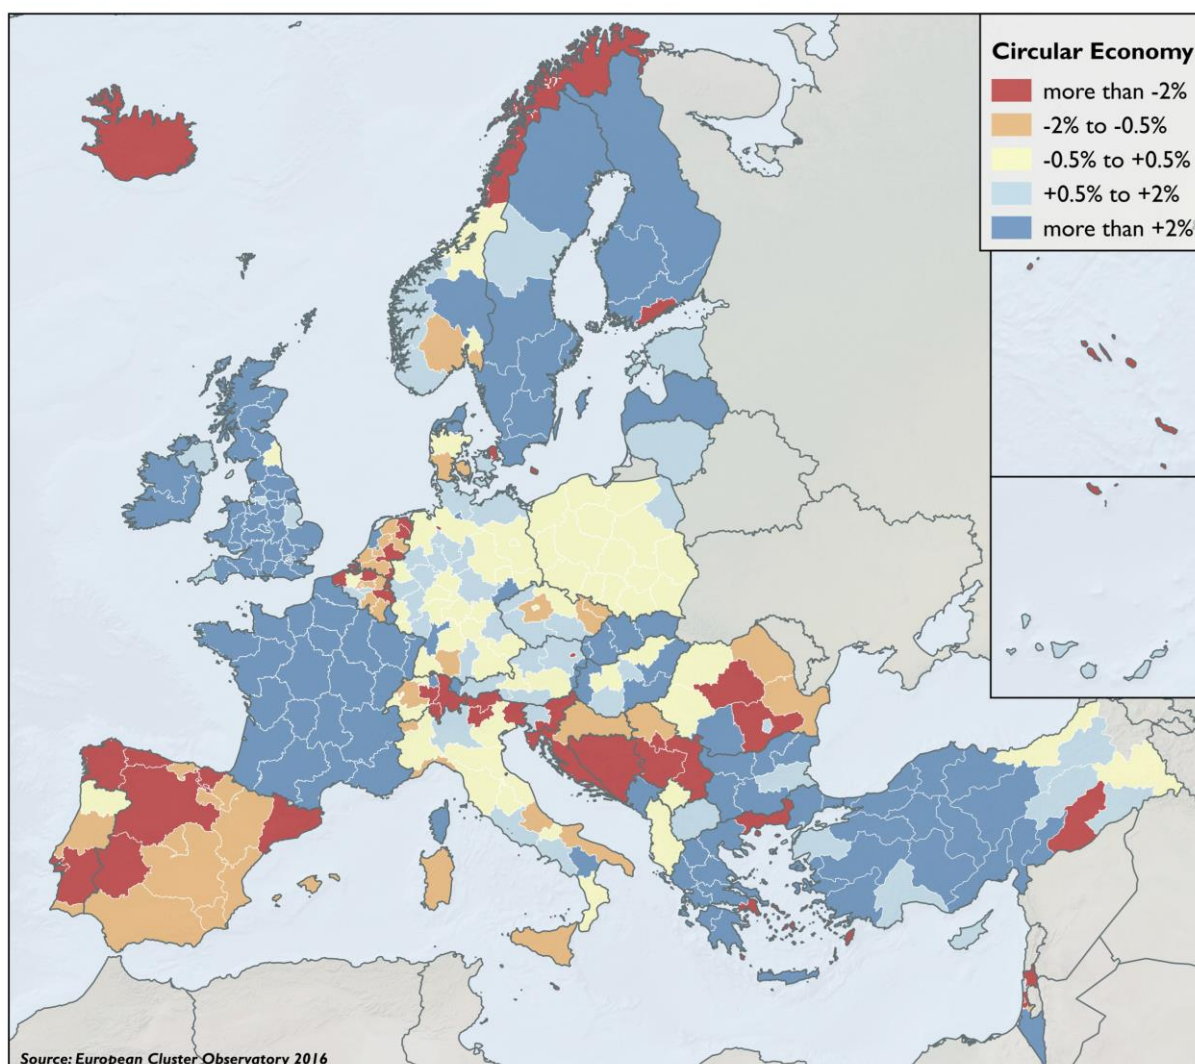 Circular Economy
more than -2%
-2% to -0.5%
-0.5% to +0.5%
+0.5% to +2%
more than +2%
Source: European Cluster Observatory 2016